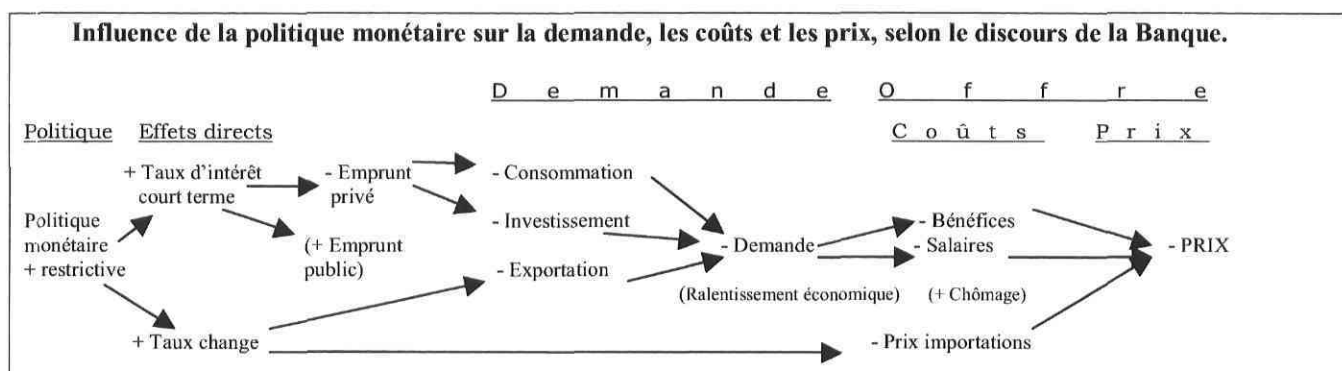 Influence de la politique monétaire sur la demande, les coûts et les prix, selon le discours de la Banque.
D e m a n d e O f f r e
Politique Effets directs C o û t s P r i x
+ Taux d'intérêt
court terme
- Emprunt
privé
- Consommation
Politique
monétaire
+ restrictive
(+ Emprunt
public)
- Investissement
- Exportation
- Demande
(Ralentissement économique)
- Bénéfices
- Salaires
(+ Chômage)
- PRIX
+ Taux change
- Prix importations